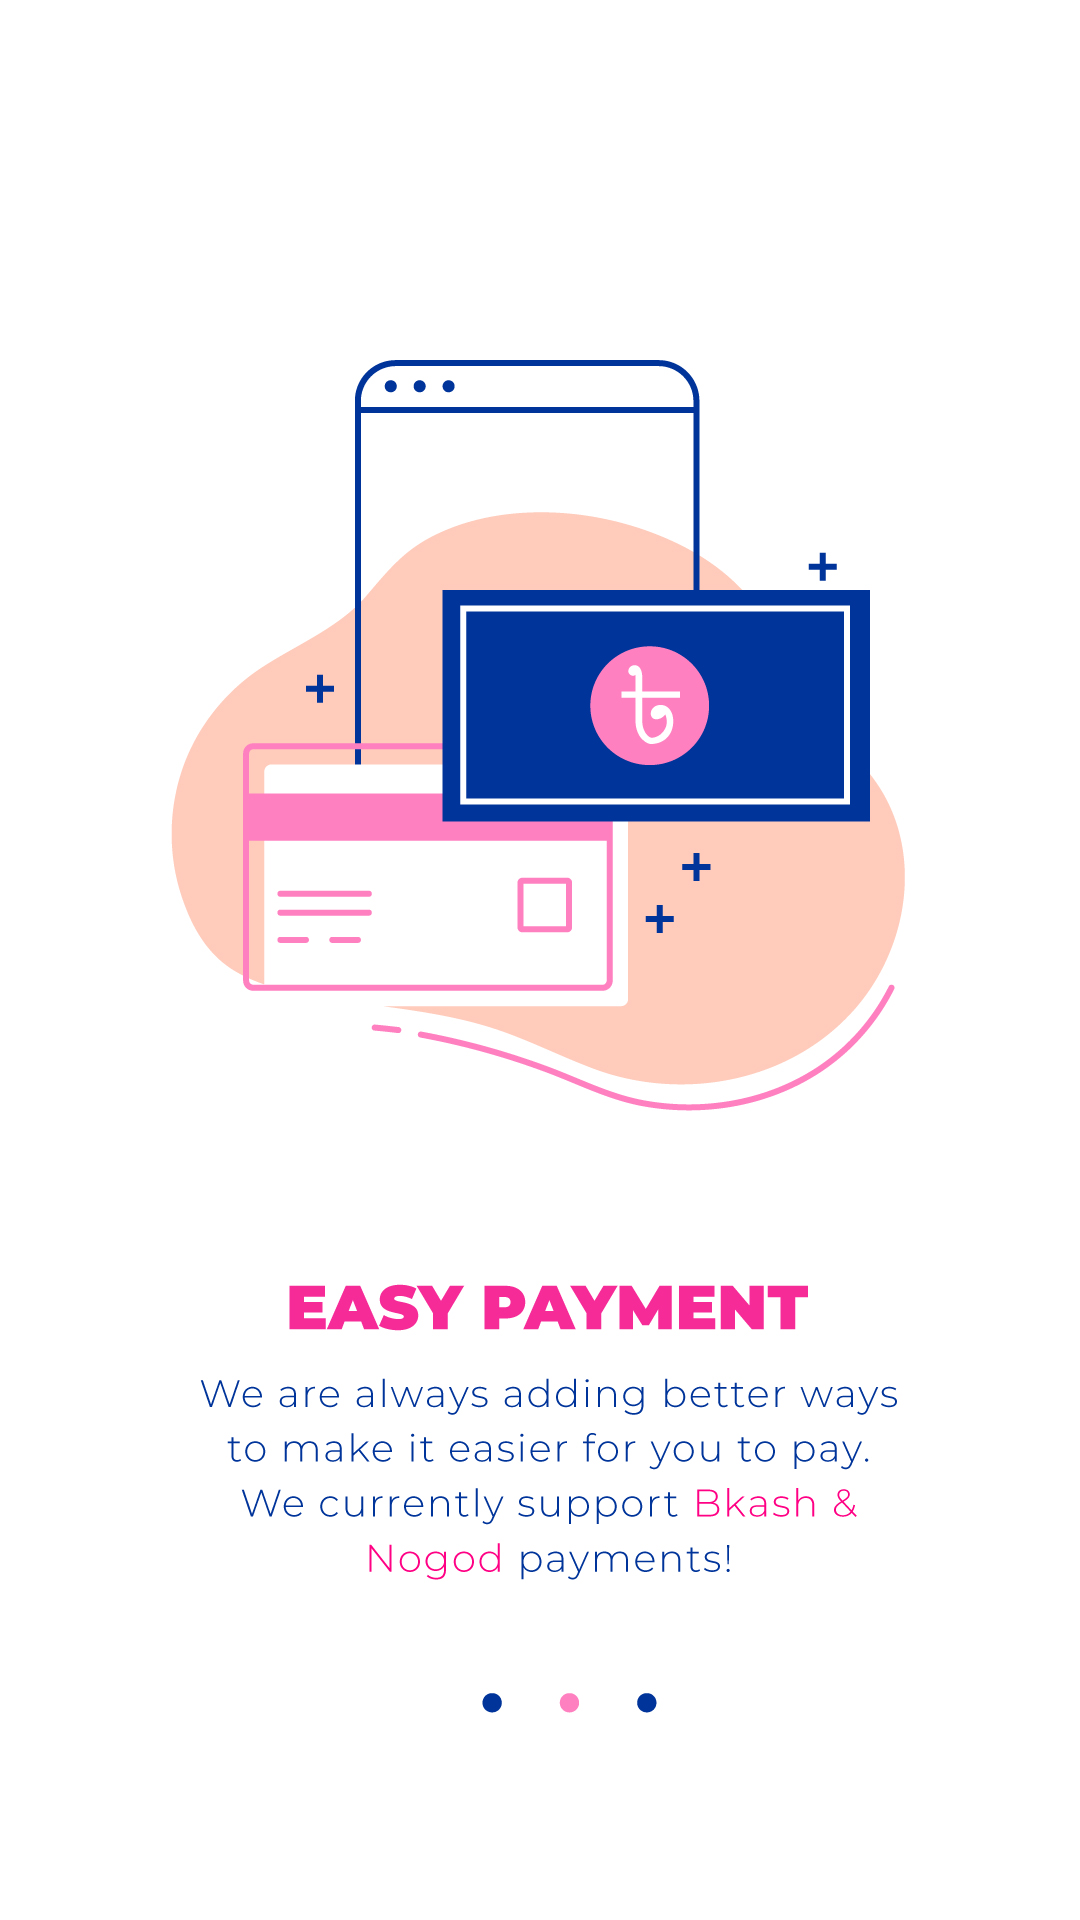 ৳
EASY PAYMENT
We are always adding better ways
to make it easier for you to pay.
We currently support Bkash &
Nogod payments!